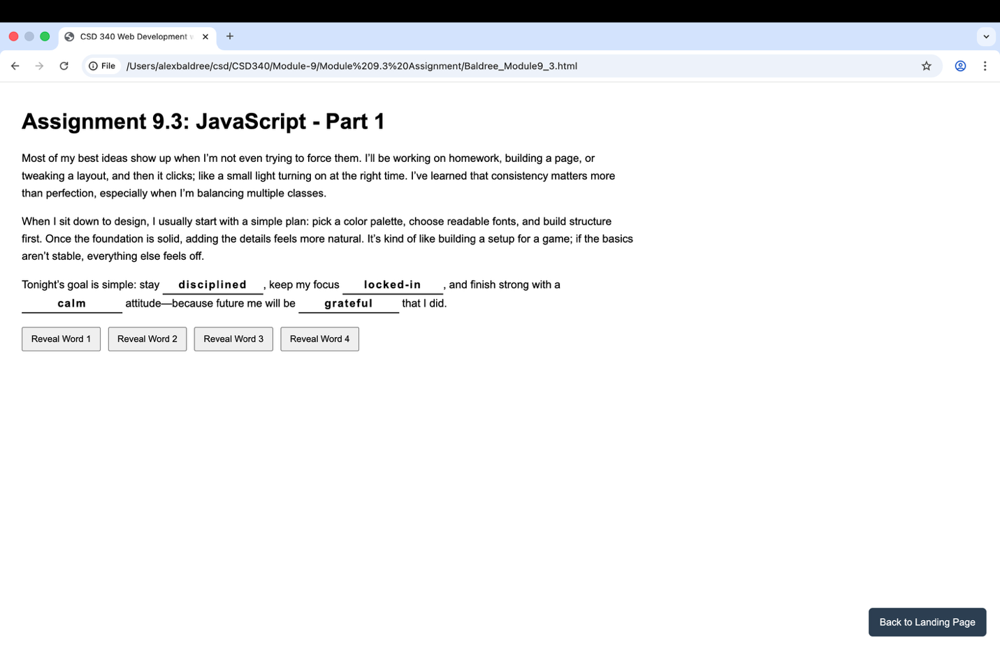 CSD 340 Web Development
File
/Users/alexbaldree/csd/CSD340/Module-9/Module%209.3%20Assignment/Baldree_Module9_3.html
Assignment 9.3: JavaScript - Part 1
Most of my best ideas show up when I’m not even trying to force them. I’ll be working on homework, building a page, or
tweaking a layout, and then it clicks; like a small light turning on at the right time. I’ve learned that consistency matters more
than perfection, especially when I’m balancing multiple classes.
When I sit down to design, I usually start with a simple plan: pick a color palette, choose readable fonts, and build structure
first. Once the foundation is solid, adding the details feels more natural. It’s kind of like building a setup for a game; if the basics
aren’t stable, everything else feels off.
Tonight’s goal is simple: stay disciplined, keep my focus locked-in, and finish strong with a
calm attitude—because future me will be grateful that I did.
Reveal Word 1 Reveal Word 2 Reveal Word 3 Reveal Word 4
Back to Landing Page